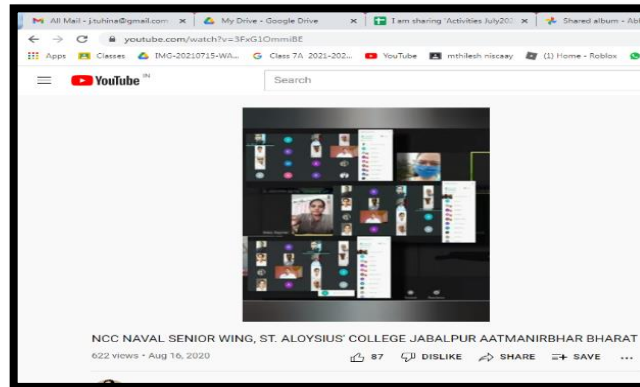 All Mail - jtuhina@gmail.com
My Drive - Google Drive
I am sharing 'Activities July202
Shared album - Abl
youtube.com/watch?v=3FxG1OmmiBE
Apps
Classes
IMG-20210715-WA...
Class 7A 2021-202...
YouTube
mthilesh niscaay
(1) Home - Roblox
YouTube IN
Search
NCC NAVAL SENIOR WING, ST. ALOYSIUS' COLLEGE JABALPUR AATMANIRBHAR BHARAT
622 views • Aug 16, 2020
87
DISLIKE
SHARE
SAVE
...